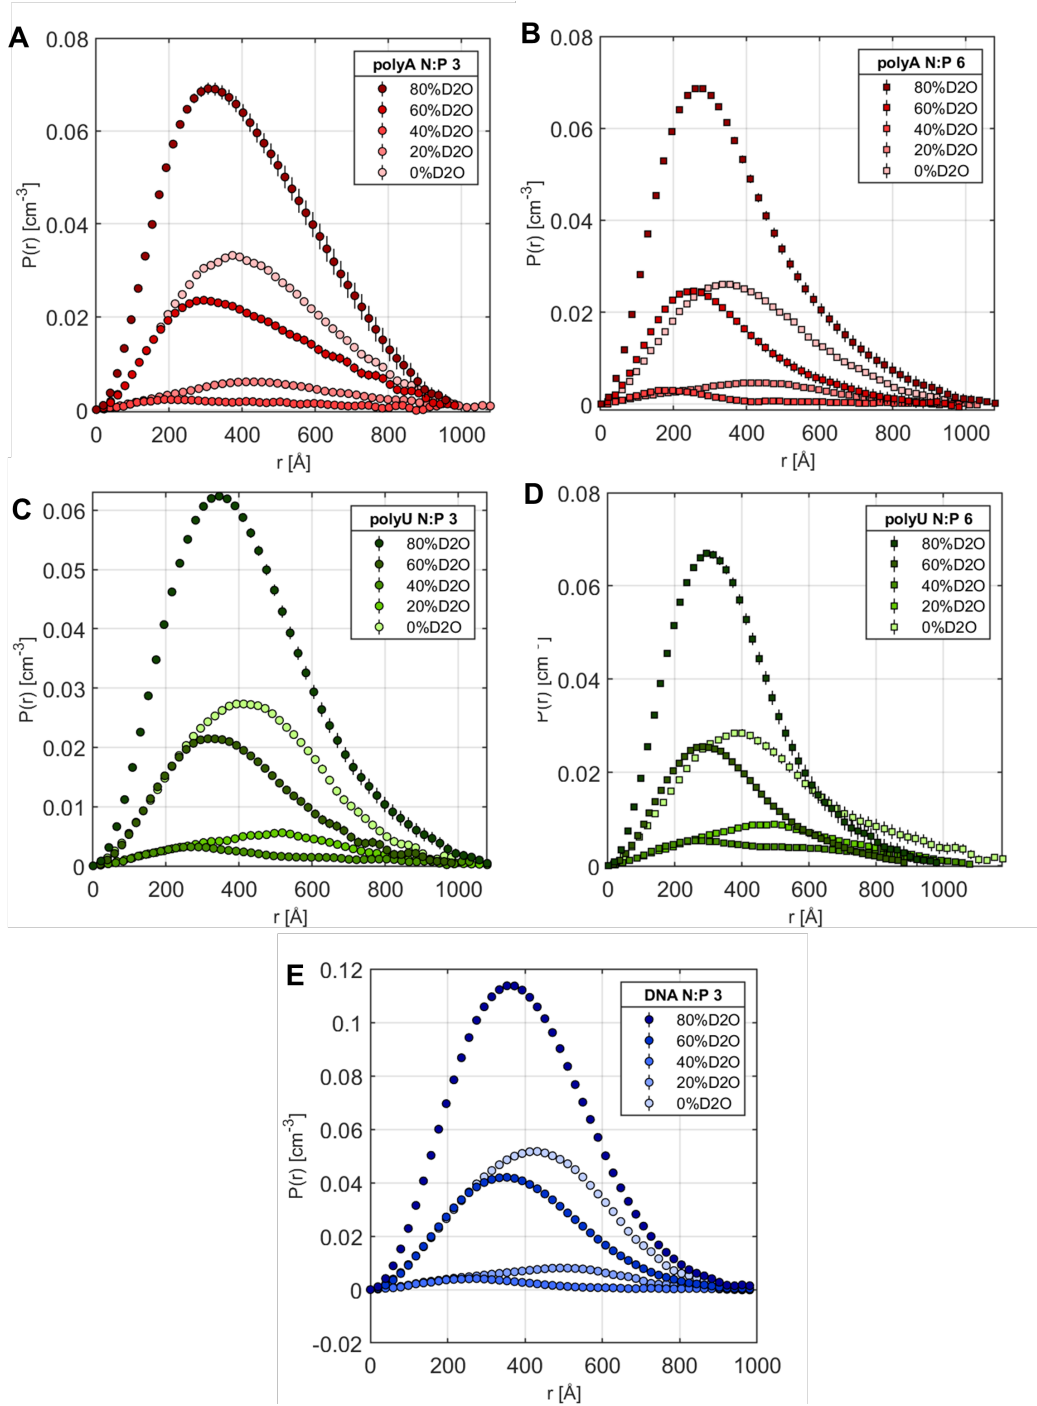 A
0.08
0.06
0.04
0.02
0
P(r) [cm-3]
0 200 400 600 800 1000
r [Å]
polyA N:P 3
80%D2O
60%D2O
40%D2O
20%D2O
0%D2O
B
0.08
0.06
0.04
0.02
0
P(r) [cm-3]
0 200 400 600 800 1000
r [Å]
polyA N:P 6
80%D2O
60%D2O
40%D2O
20%D2O
0%D2O
C
0.06
0.05
0.04
0.03
0.02
0.01
0
P(r) [cm-3]
0 200 400 600 800 1000
r [Å]
polyU N:P 3
80%D2O
60%D2O
40%D2O
20%D2O
0%D2O
D
0.08
0.06
0.04
0.02
0
(r) [cm
0 200 400 600 800 1000
r [Å]
polyU N:P 6
80%D2O
60%D2O
40%D2O
20%D2O
0%D2O
E
0.12
0.1
0.08
0.06
0.04
0.02
0
-0.02
P(r) [cm-3]
0 200 400 600 800 1000
r [Å]
DNA N:P 3
80%D2O
60%D2O
40%D2O
20%D2O
0%D2O